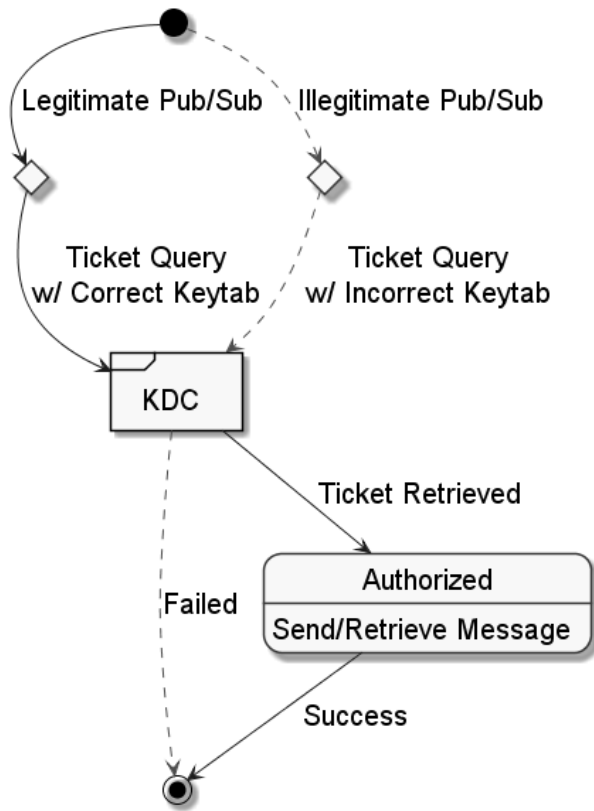 Legitimate Pub/Sub
Illegitimate Pub/Sub
Ticket Query
w/ Correct Keytab
Ticket Query
w/ Incorrect Keytab
KDC
Ticket Retrieved
Authorized
Failed
Send/Retrieve Message
Success